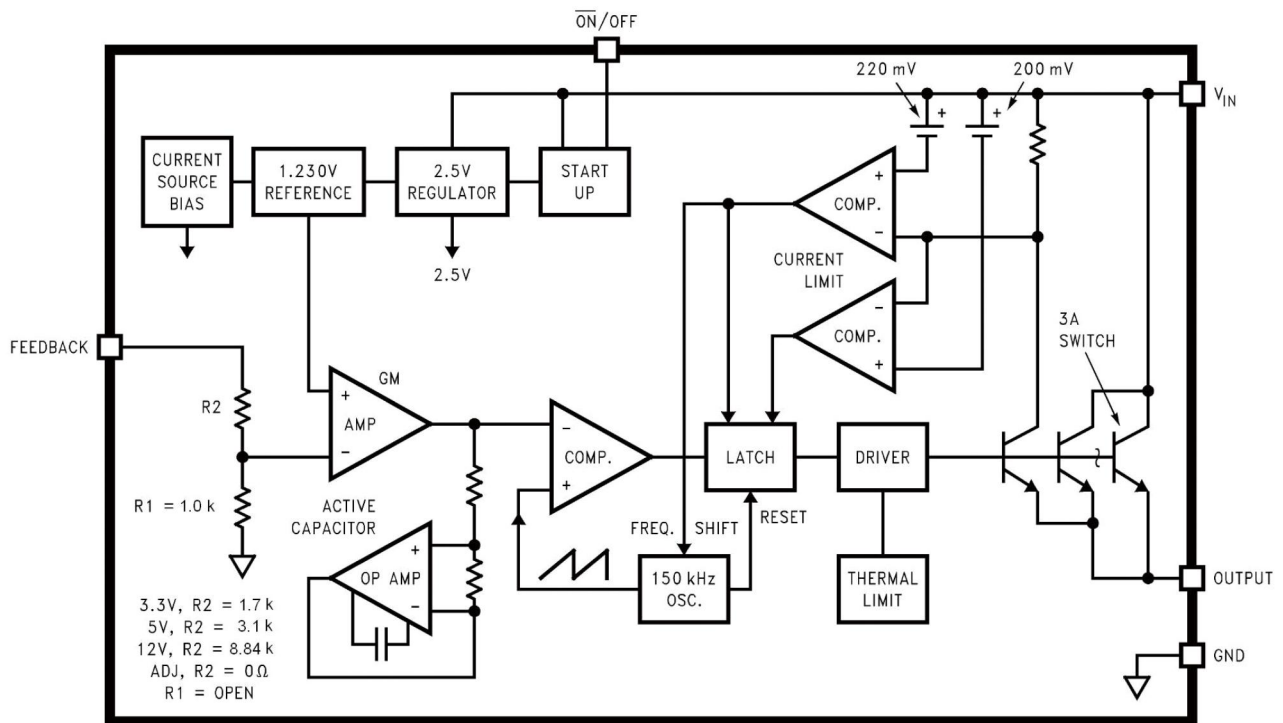 ON/OFF
220 mV
200 mV
+
+
VIN
CURRENT
SOURCE
BIAS
1.230V
REFERENCE
2.5V
REGULATOR
START
UP
2.5V
+
COMP.
−
CURRENT
LIMIT
−
COMP.
+
3A
SWITCH
FEEDBACK
R2
R1 = 1.0 k
GM
+
AMP
−
−
COMP.
+
LATCH
DRIVER
ACTIVE
CAPACITOR
+
OP AMP
−
FREQ. SHIFT
RESET
150 kHz
OSC.
THERMAL
LIMIT
OUTPUT
GND
3.3V, R2 = 1.7 k
5V, R2 = 3.1 k
12V, R2 = 8.84 k
ADJ, R2 = 0Ω
R1 = OPEN